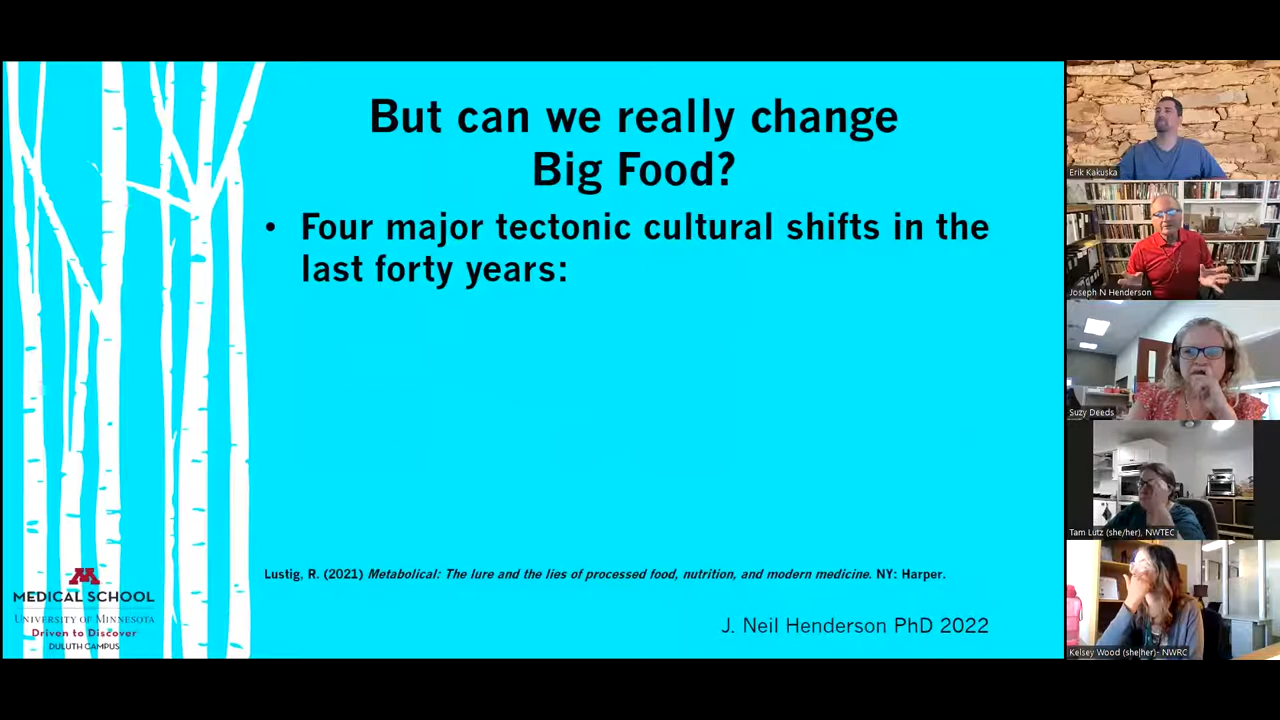 But can we really change
Big Food?
• Four major tectonic cultural shifts in the
last forty years:
Lustig, R. (2021) Metabolical: The lure and the lies of processed food, nutrition, and modern medicine. NY: Harper.
J. Neil Henderson PhD 2022
M
MEDICAL SCHOOL
UNIVERSITY OF MINNESOTA
Driven to Discover
DULUTH CAMPUS
Erik Kakuska
Joseph N Henderson
Suzy Deeds
Tam Lutz (she/her), NWTEC
Kelsey Wood (she|her)- NWRC